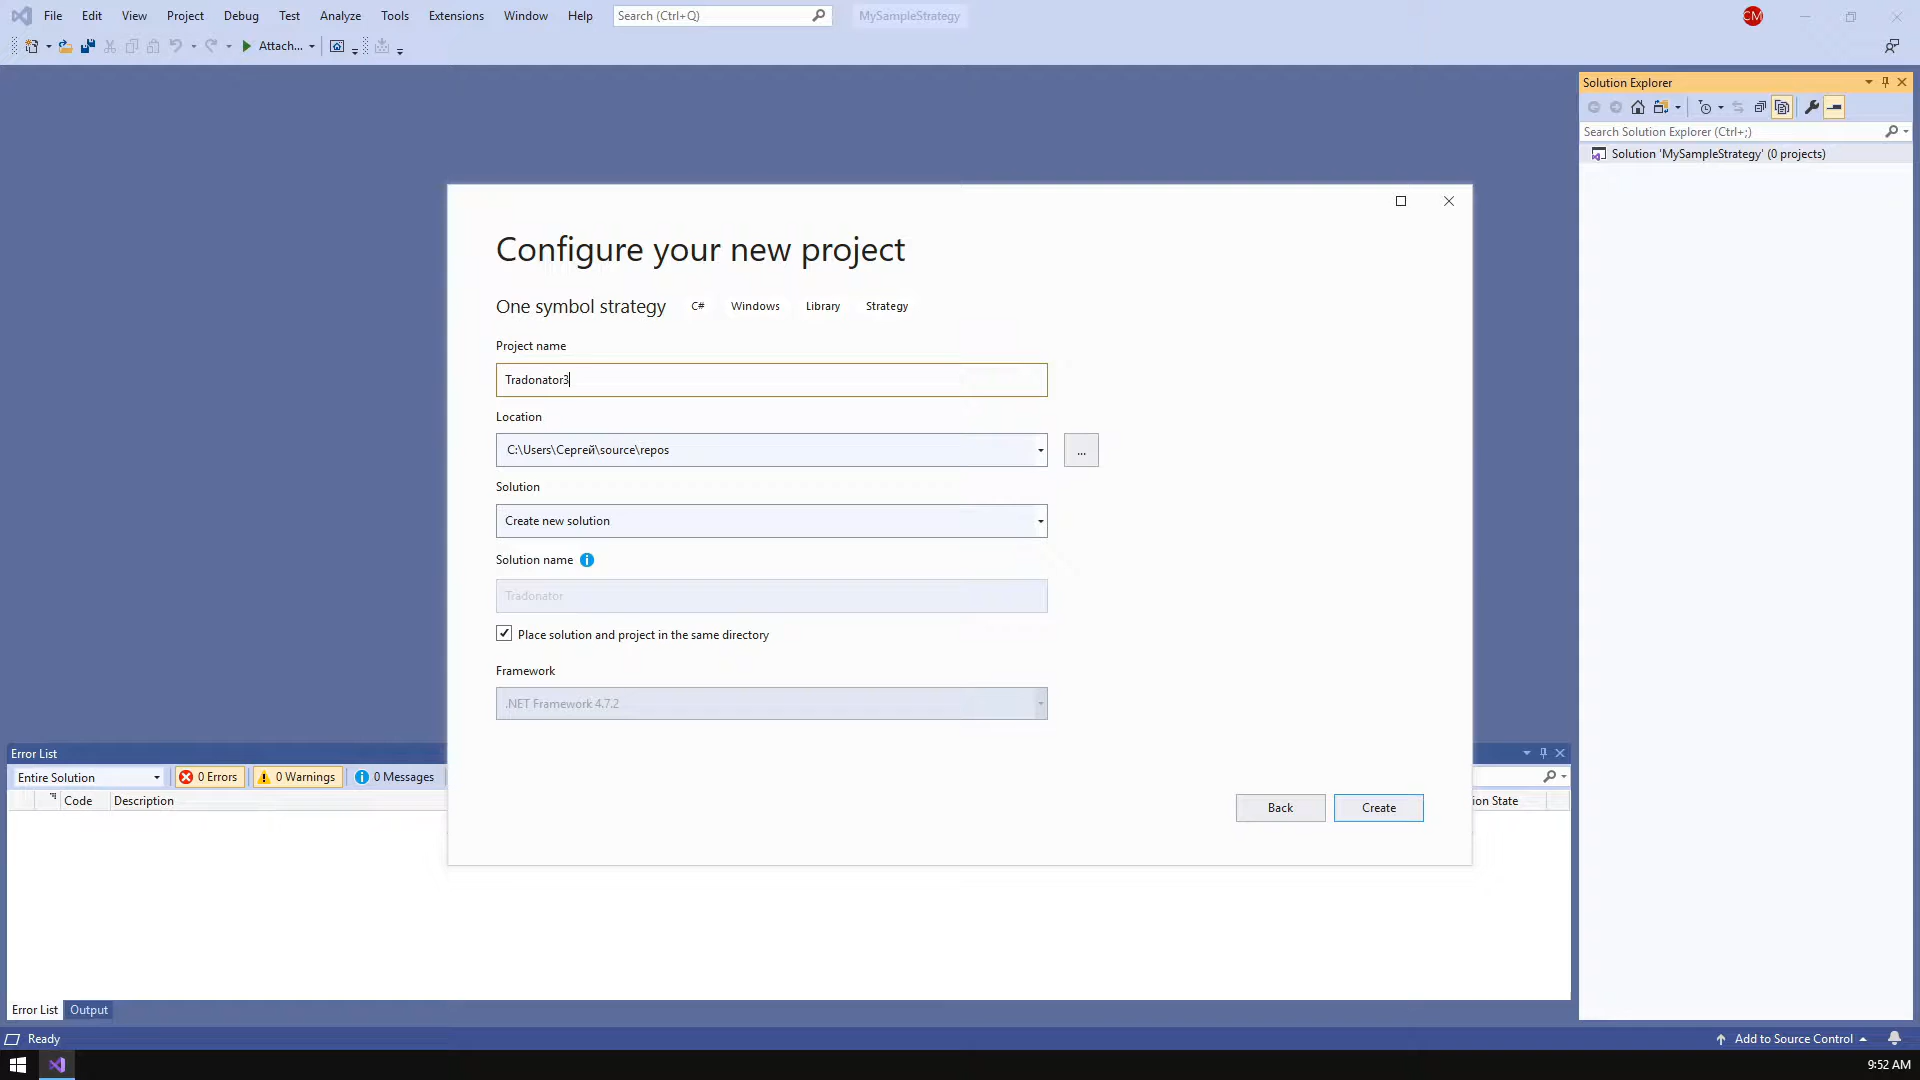 File Edit View Project Debug Test Analyze Tools Extensions Window Help Search (Ctrl+Q) MySampleStrategy CM
Attach...
Solution Explorer
Search Solution Explorer (Ctrl+;)
Solution 'MySampleStrategy' (0 projects)
Configure your new project
One symbol strategy C# Windows Library Strategy
Project name
Tradonator3
Location
C:\Users\Сергей\source\repos ...
Solution
Create new solution
Solution name i
Tradonator
Place solution and project in the same directory
Framework
.NET Framework 4.7.2
Error List
Entire Solution 0 Errors 0 Warnings 0 Messages
Back Create
Code Description ion State
Error List Output
Ready Add to Source Control
9:52 AM